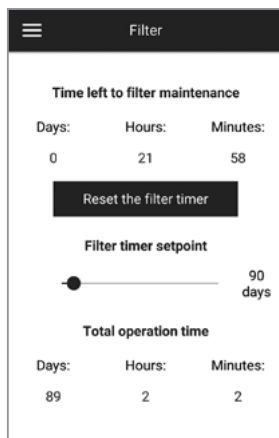 Filter
Time left to filter maintenance
Days: Hours: Minutes:
0 21 58
Reset the filter timer
Filter timer setpoint
90
days
Total operation time
Days: Hours: Minutes:
89 2 2